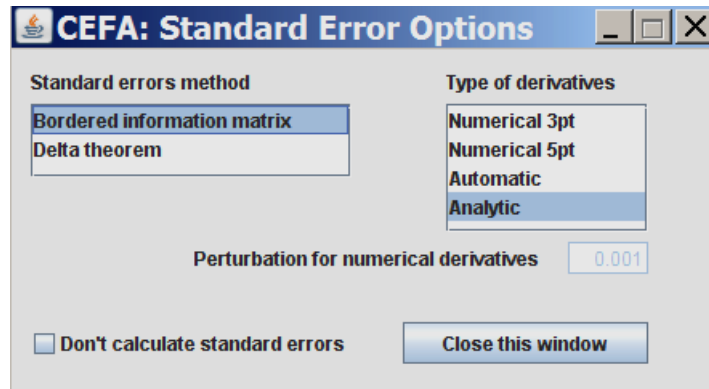 CEFA: Standard Error Options
Standard errors method
Type of derivatives
Bordered information matrix
Delta theorem
Numerical 3pt
Numerical 5pt
Automatic
Analytic
Perturbation for numerical derivatives
0.001
Don't calculate standard errors
Close this window